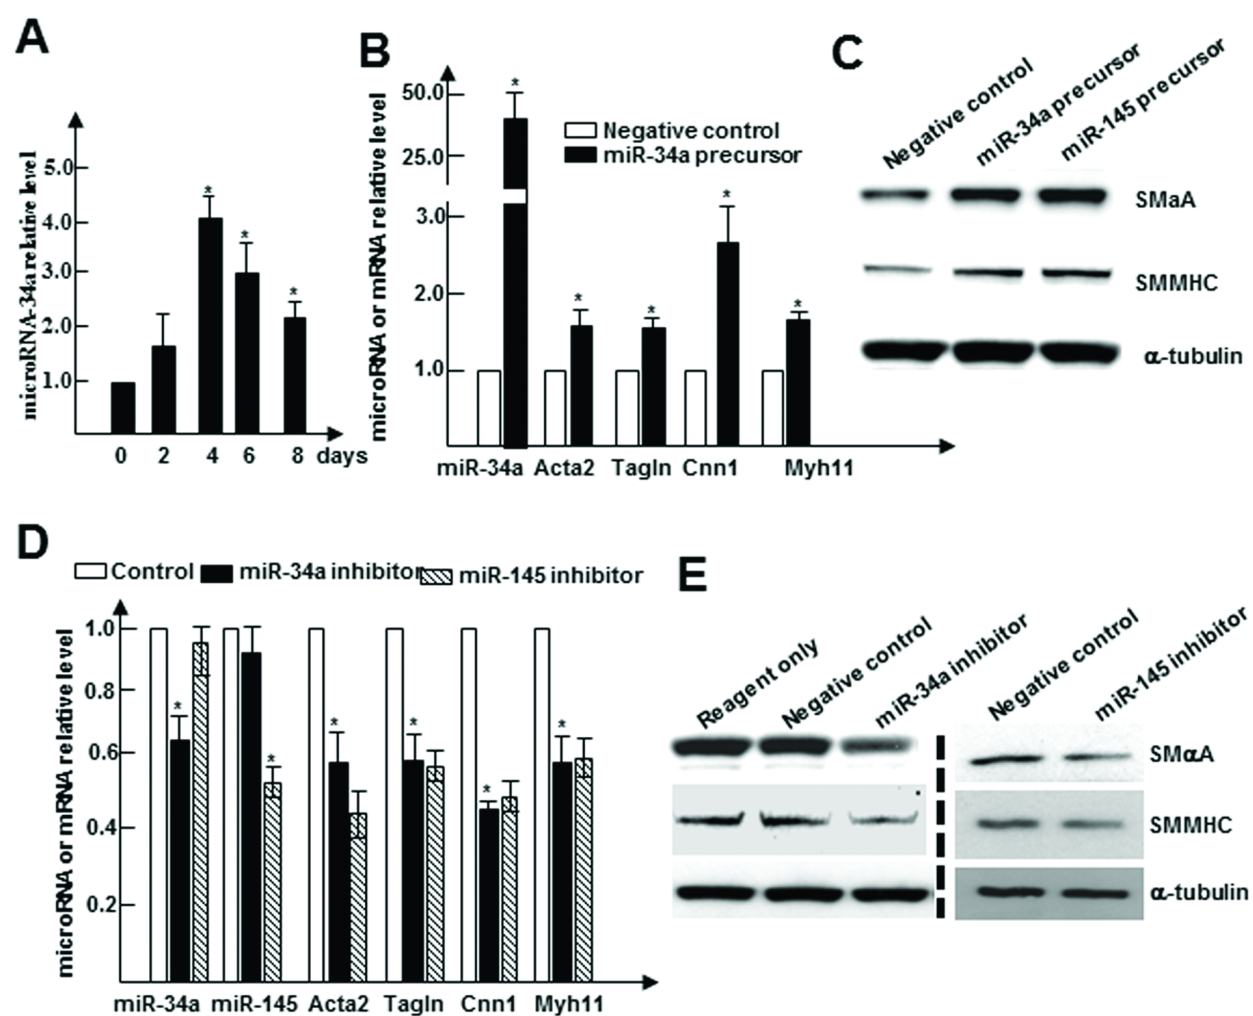 A
microRNA-34a relative level
5.0
4.0
3.0
2.0
1.0
*
*
*
0 2 4 6 8 days
B
microRNA or mRNA relative level
50.0
25.0
3.0
2.0
1.0
Negative control
miR-34a precursor
*
*
*
*
*
miR-34a Acta2 Tagln Cnn1 Myh11
C
Negative control
miR-34a precursor
miR-145 precursor
SMaA
SMMHC
α-tubulin
D
Control miR-34a inhibitor miR-145 inhibitor
microRNA or mRNA relative level
1.0
0.8
0.6
0.4
0.2
*
*
*
*
*
*
miR-34a miR-145 Acta2 Tagln Cnn1 Myh11
E
Reagent only
Negative control
miR-34a inhibitor
Negative control
miR-145 inhibitor
SMαA
SMMHC
α-tubulin